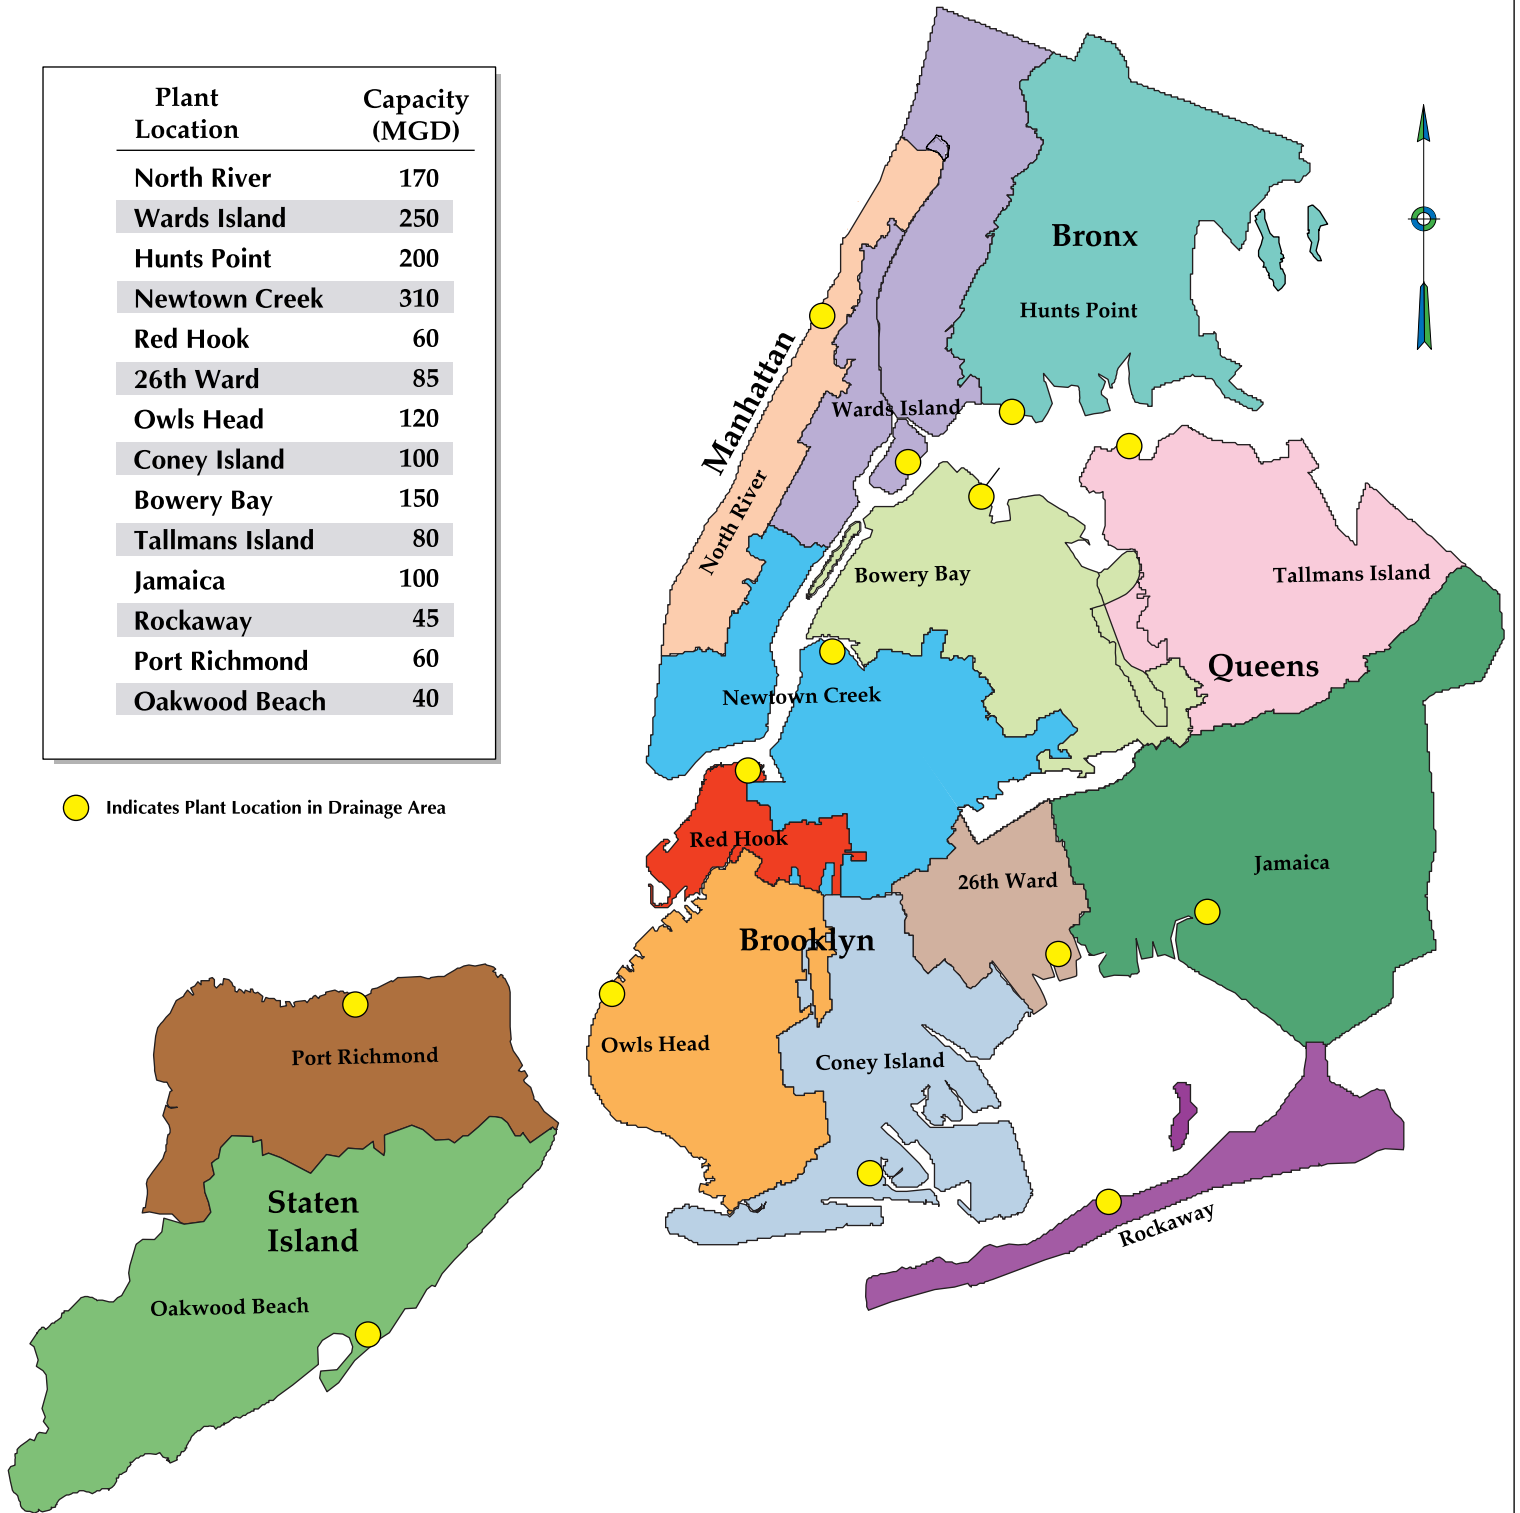 Plant Capacity
Location (MGD)
North River 170
Wards Island 250
Hunts Point 200
Newtown Creek 310
Red Hook 60
26th Ward 85
Owls Head 120
Coney Island 100
Bowery Bay 150
Tallmans Island 80
Jamaica 100
Rockaway 45
Port Richmond 60
Oakwood Beach 40
Indicates Plant Location in Drainage Area
Bronx
Hunts Point
Manhattan
Wards Island
North River
Bowery Bay
Tallmans Island
Queens
Newtown Creek
Red Hook
26th Ward
Jamaica
Brooklyn
Owls Head
Coney Island
Rockaway
Port Richmond
Staten
Island
Oakwood Beach